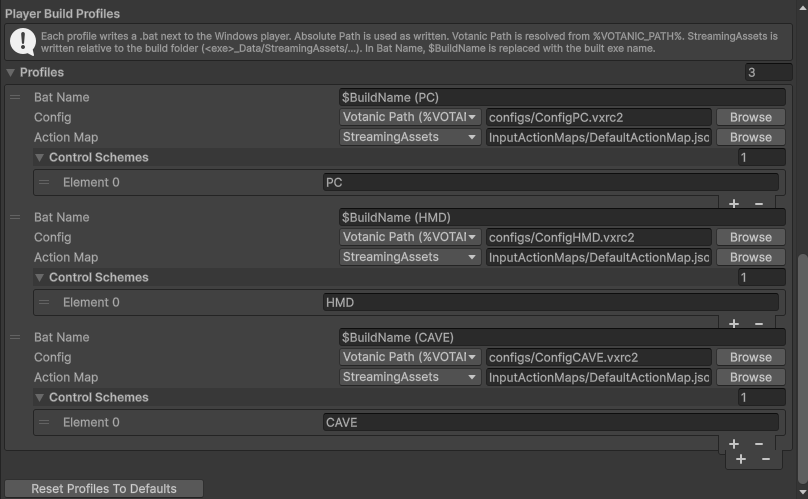 Player Build Profiles
Each profile writes a .bat next to the Windows player. Absolute Path is used as written. Votanic Path is resolved from %VOTANIC_PATH%. StreamingAssets is
written relative to the build folder (<exe>_Data/StreamingAssets/...). In Bat Name, $BuildName is replaced with the built exe name.
Profiles 3
Bat Name $BuildName (PC)
Config Votanic Path (%VOTAI configs/ConfigPC.vxrc2 Browse
Action Map StreamingAssets InputActionMaps/DefaultActionMap.jso Browse
Control Schemes 1
Element 0 PC
+ −
Bat Name $BuildName (HMD)
Config Votanic Path (%VOTAI configs/ConfigHMD.vxrc2 Browse
Action Map StreamingAssets InputActionMaps/DefaultActionMap.jso Browse
Control Schemes 1
Element 0 HMD
+ −
Bat Name $BuildName (CAVE)
Config Votanic Path (%VOTAI configs/ConfigCAVE.vxrc2 Browse
Action Map StreamingAssets InputActionMaps/DefaultActionMap.jso Browse
Control Schemes 1
Element 0 CAVE
+ −
+ −
Reset Profiles To Defaults